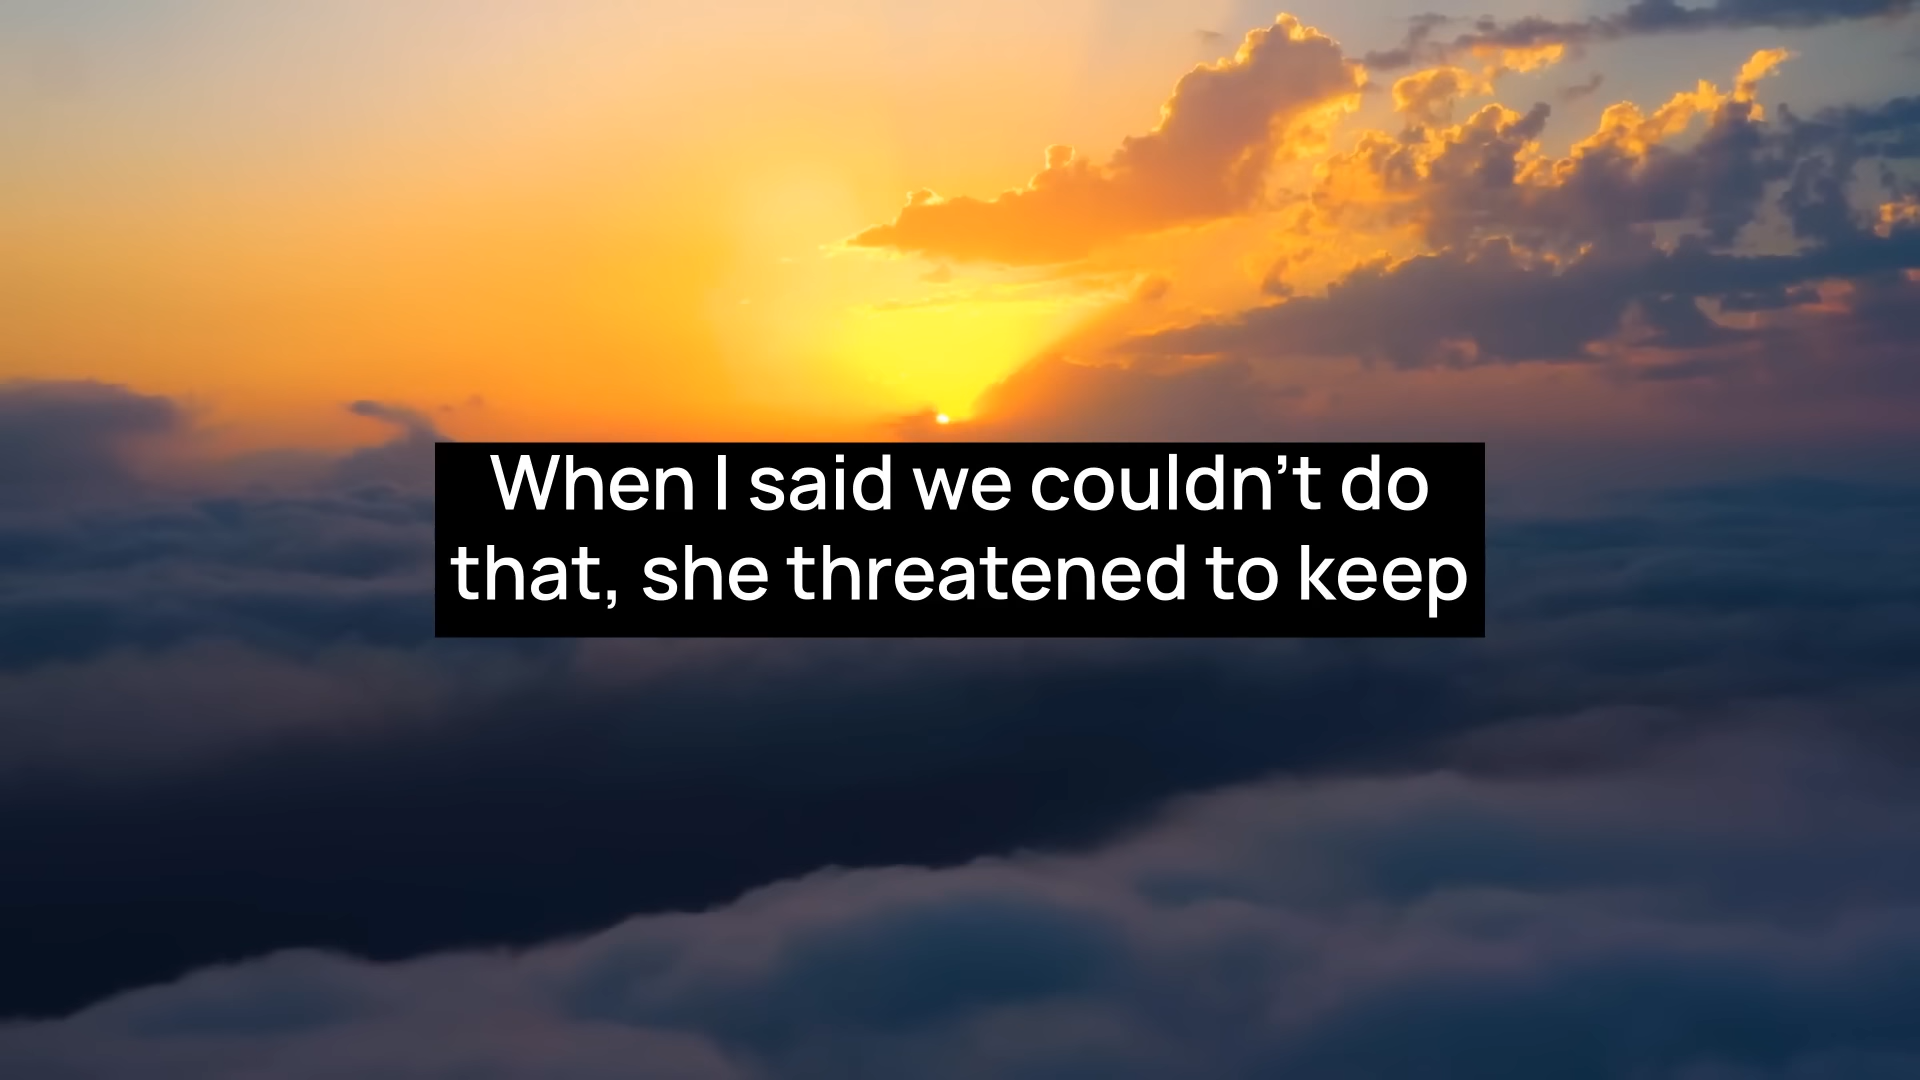 When I said we couldn’t do
that, she threatened to keep